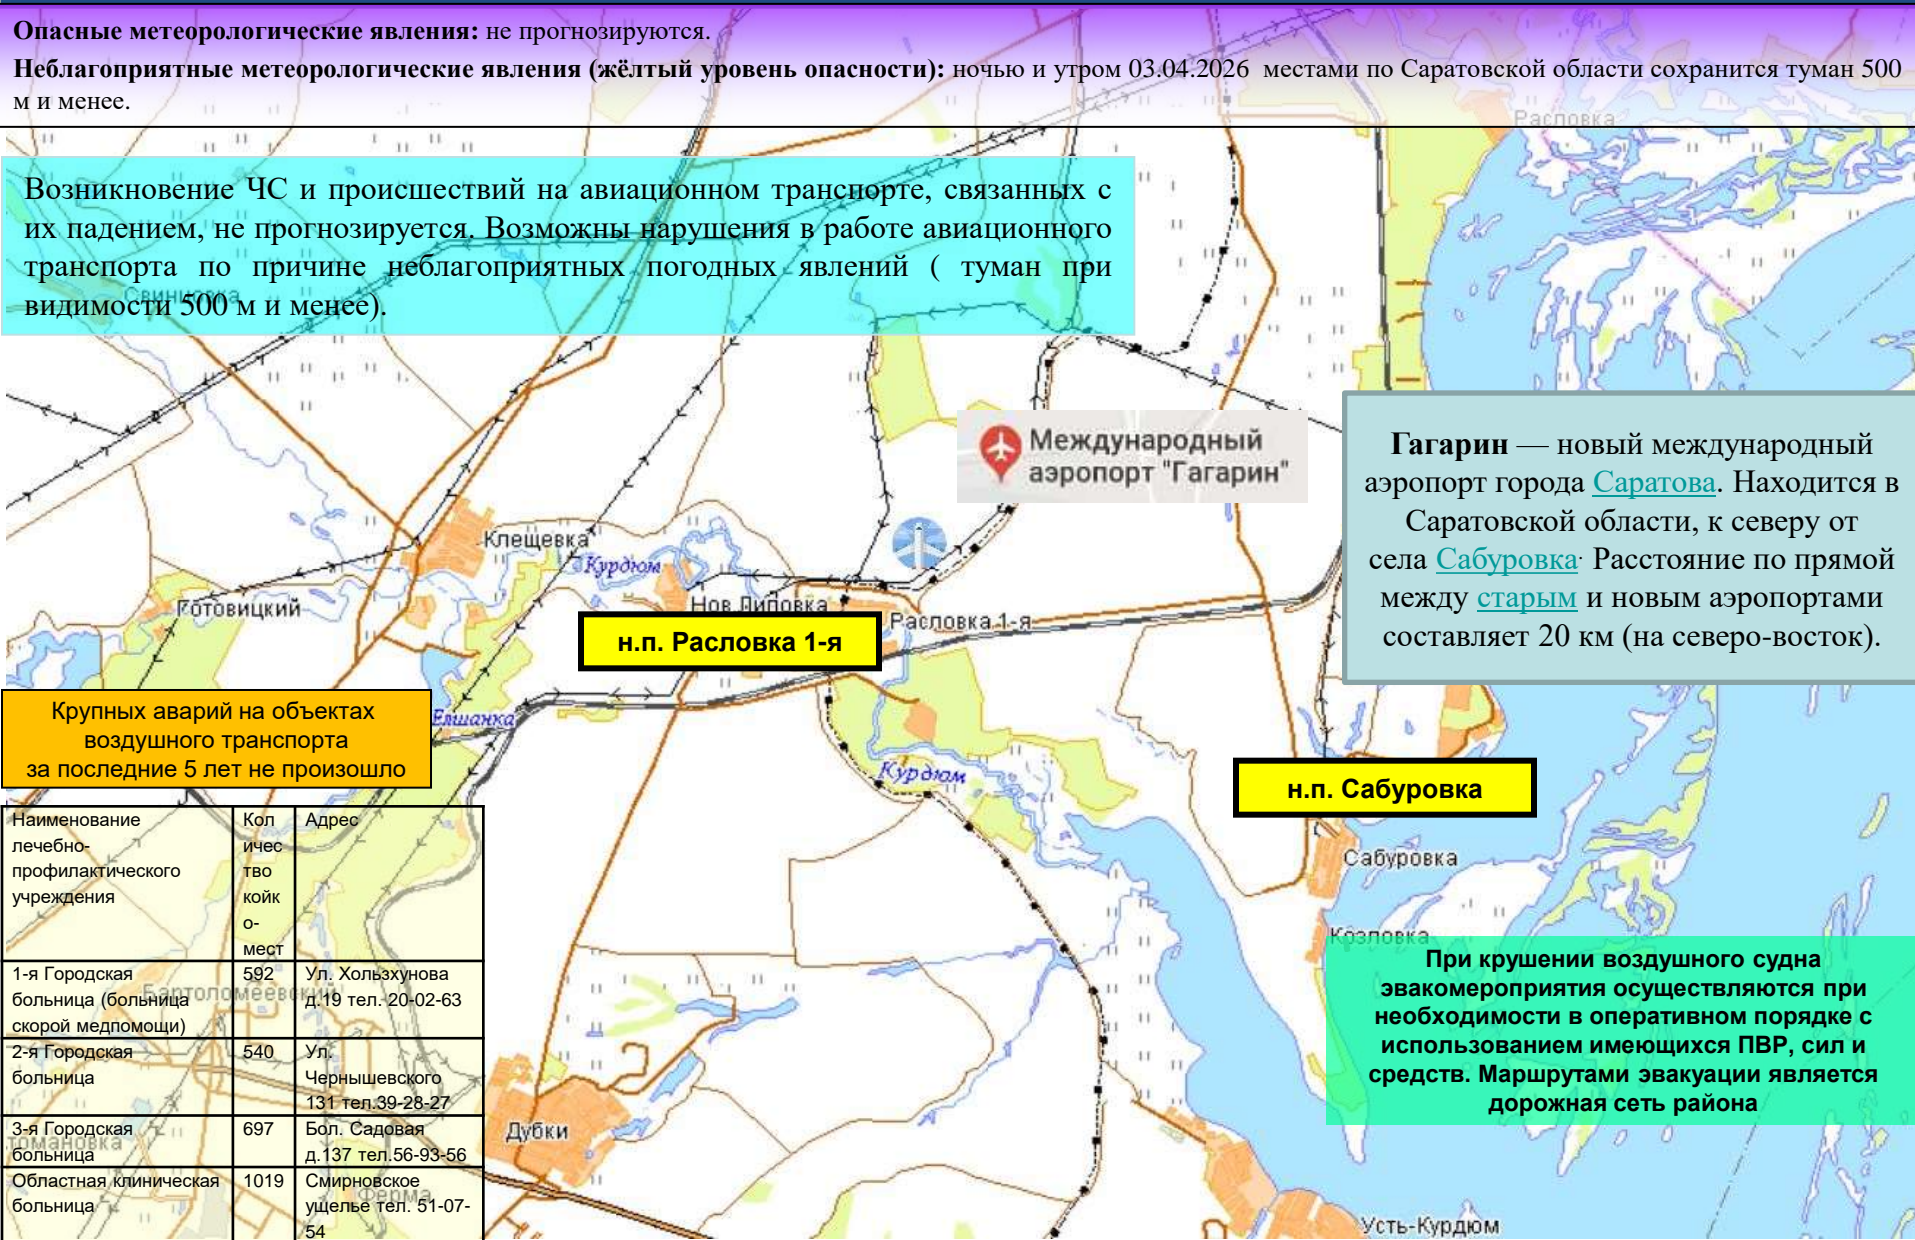 Опасные метеорологические явления: не прогнозируются.
Неблагоприятные метеорологические явления (жёлтый уровень опасности): ночью и утром 03.04.2026 местами по Саратовской области сохранится туман 500
м и менее.
Расловка
Возникновение ЧС и происшествий на авиационном транспорте, связанных с
их падением, не прогнозируется. Возможны нарушения в работе авиационного
транспорта по причине неблагоприятных погодных явлений ( туман при
видимости 500 м и менее).
Свинцовка
Международный
аэропорт "Гагарин"
Гагарин — новый международный
аэропорт города Саратова. Находится в
Саратовской области, к северу от
села Сабуровка. Расстояние по прямой
между старым и новым аэропортами
составляет 20 км (на северо-восток).
Клещевка
Курдюм
Готовицкий
Нов.Липовка
Расловка 1-я
н.п. Расловка 1-я
Елшанка
Крупных аварий на объектах
воздушного транспорта
за последние 5 лет не произошло
Курдюм
н.п. Сабуровка
Сабуровка
Козловка
При крушении воздушного судна
эвакомероприятия осуществляются при
необходимости в оперативном порядке с
использованием имеющихся ПВР, сил и
средств. Маршрутами эвакуации является
дорожная сеть района
Наименование
лечебно-
профилактического
учреждения
Кол
ичес
тво
койк
о-
мест
Адрес
1-я Городская
больница (больница
скорой медпомощи)
592
Ул. Хользхунова
д.19 тел. 20-02-63
Бартоломеевский
2-я Городская
больница
540
Ул.
Чернышевского
131 тел.39-28-27
3-я Городская
больница
697
Бол. Садовая
д.137 тел.56-93-56
томановка
Областная клиническая
больница
1019
Смирновское
ущелье тел. 51-07-
54
Ферма
Дубки
Усть-Курдюм